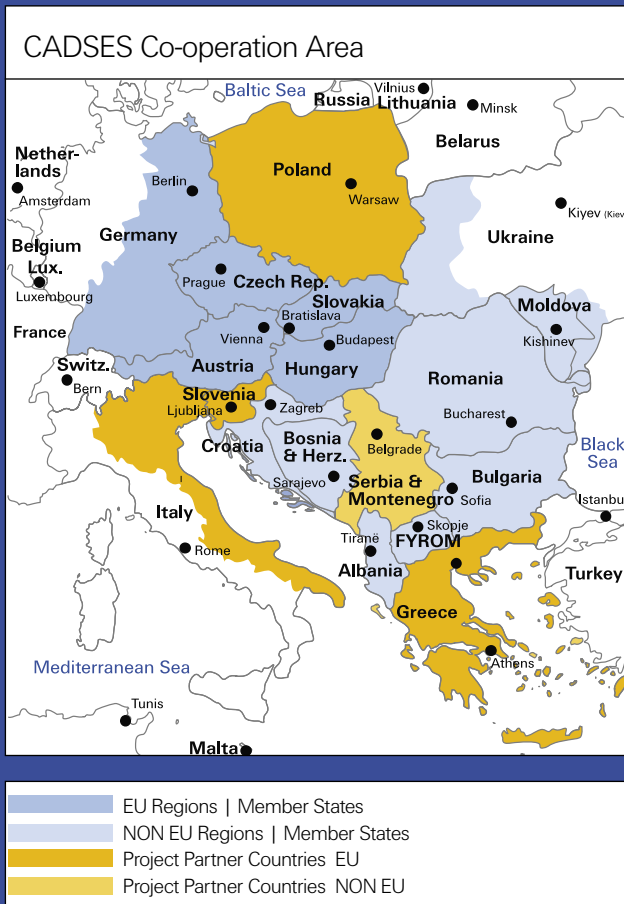 CADSES Co-operation Area
Baltic Sea
Vilnius
Russia
Lithuania
Minsk
Belarus
Nether-
lands
Amsterdam
Berlin
Poland
Warsaw
Kiyev (Kiev
Germany
Ukraine
Belgium
Lux.
Luxembourg
Prague
Czech Rep.
Slovakia
Bratislava
Moldova
Kishinev
France
Vienna
Budapest
Switz.
Bern
Austria
Hungary
Romania
Slovenia
Ljubljana
Zagreb
Bucharest
Croatia
Bosnia
& Herz.
Belgrade
Black
Sea
Sarajevo
Serbia &
Montenegro
Bulgaria
Sofia
Istanbu
Italy
Rome
Tiranë
Skopje
FYROM
Albania
Turkey
Greece
Mediterranean Sea
Athens
Tunis
Malta
EU Regions | Member States
NON EU Regions | Member States
Project Partner Countries EU
Project Partner Countries NON EU